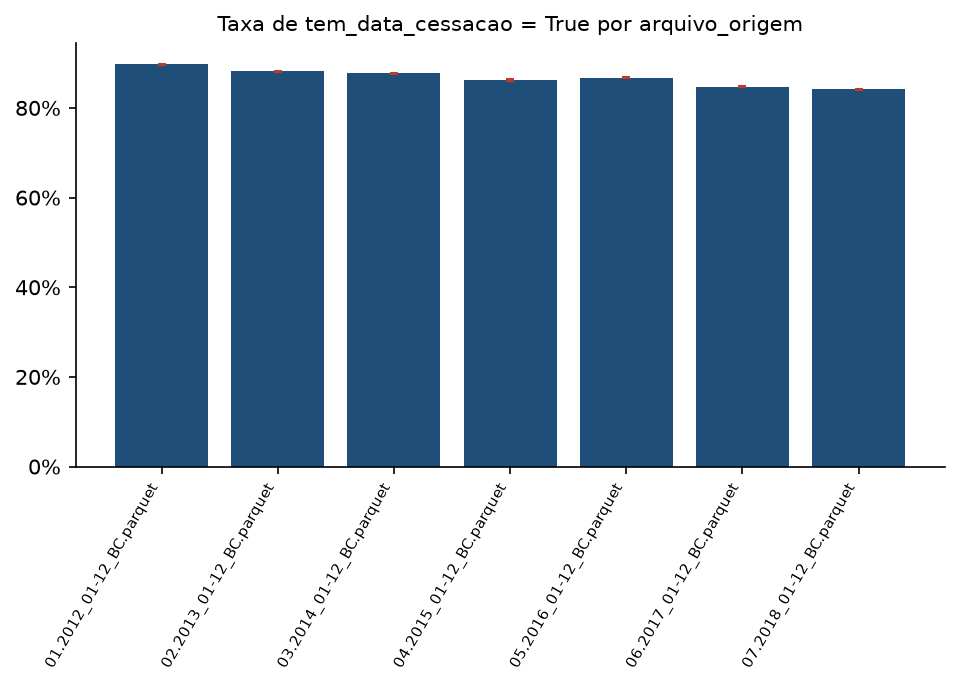 Taxa de tem_data_cessacao = True por arquivo_origem
80%
60%
40%
20%
0%
01.2012_01-12_BC.parquet
02.2013_01-12_BC.parquet
03.2014_01-12_BC.parquet
04.2015_01-12_BC.parquet
05.2016_01-12_BC.parquet
06.2017_01-12_BC.parquet
07.2018_01-12_BC.parquet